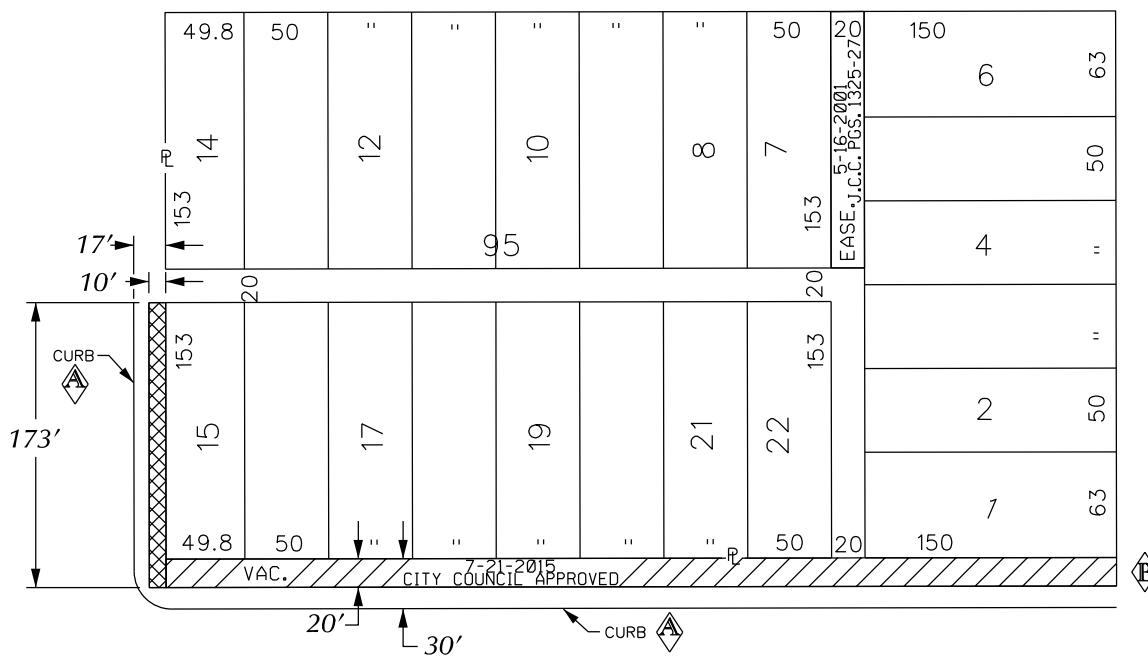 49.8 50 " " " " " 50 20 150
6 63
5-16-2001
EASE. J.C.C. PGS. 1325-27
14 12 10 8 7
50
PL
153 153
17' 95 4 "
10' 20 20
153 153 "
CURB
A
173' 15 17 19 21 22 2 50
1 63
49.8 50 " " " " " 50 20 150
PL
VAC. 7-21-2015
CITY COUNCIL APPROVED
B
20' 30' CURB A